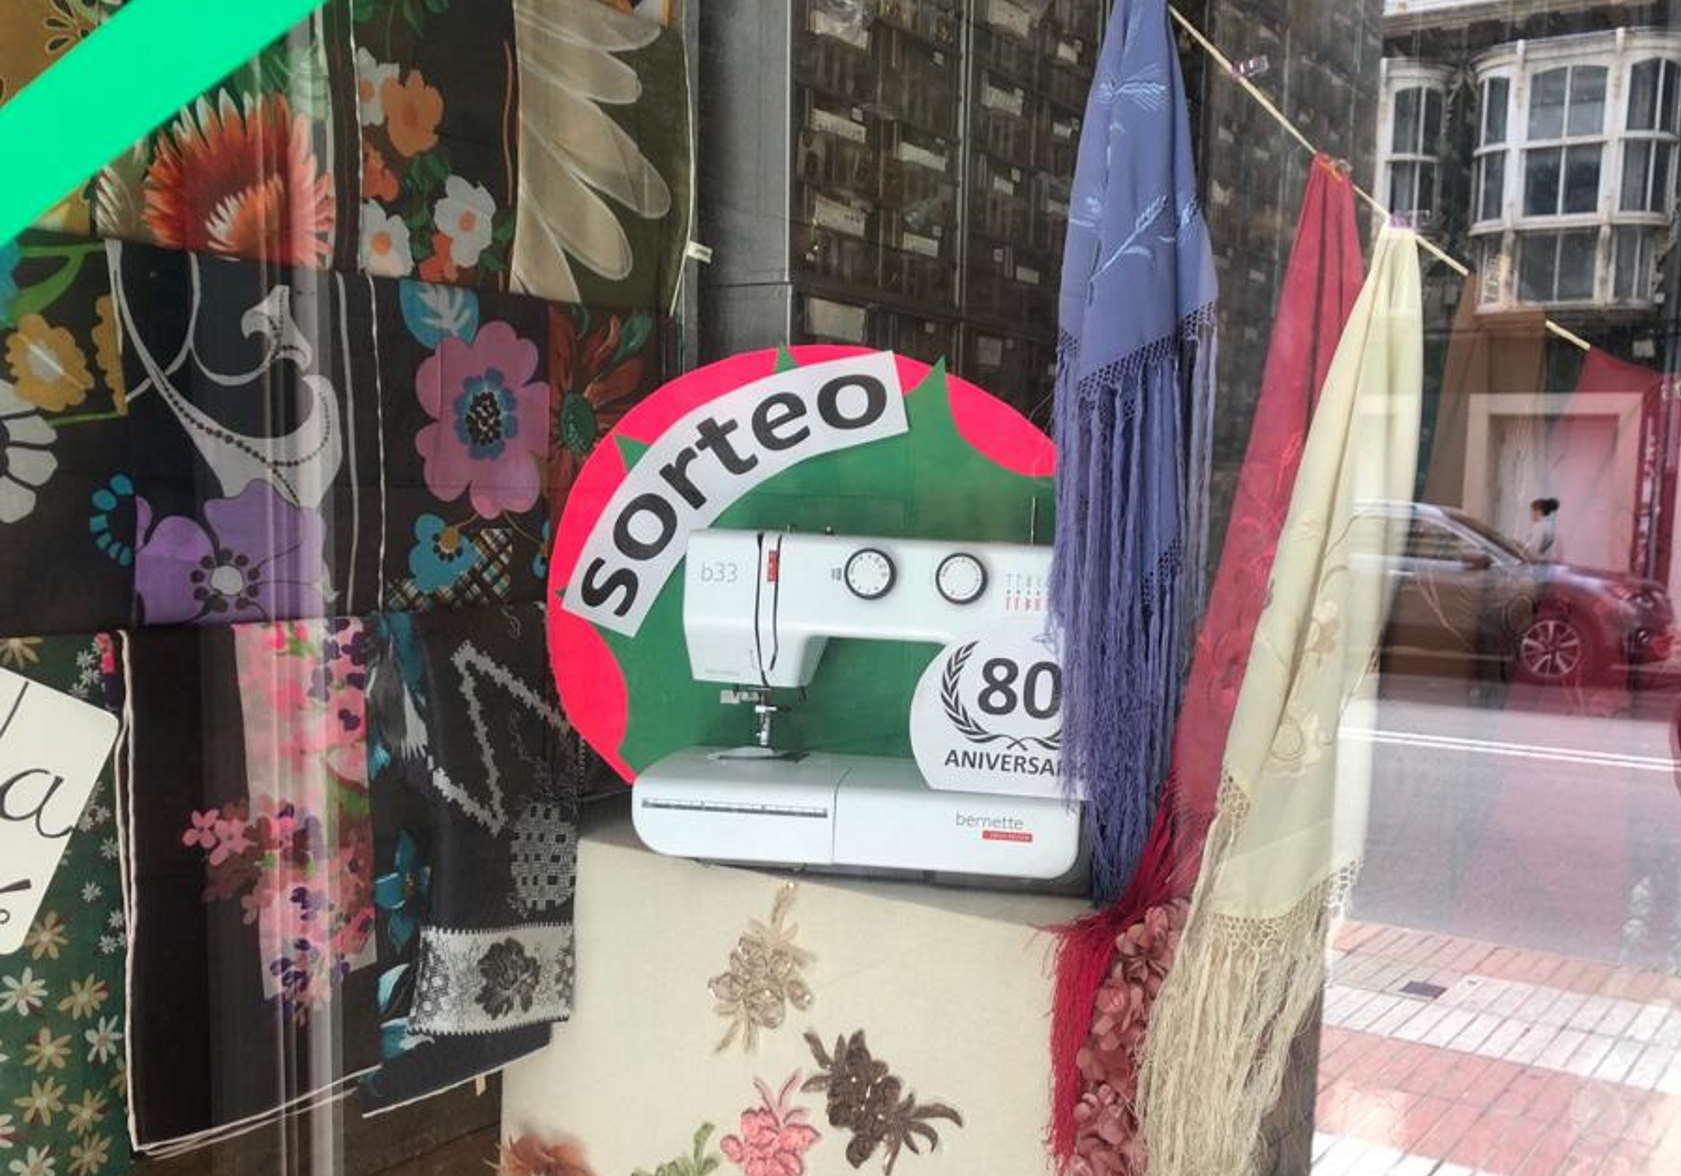 sorteo
b33
80
ANIVERSAR
bernette
a